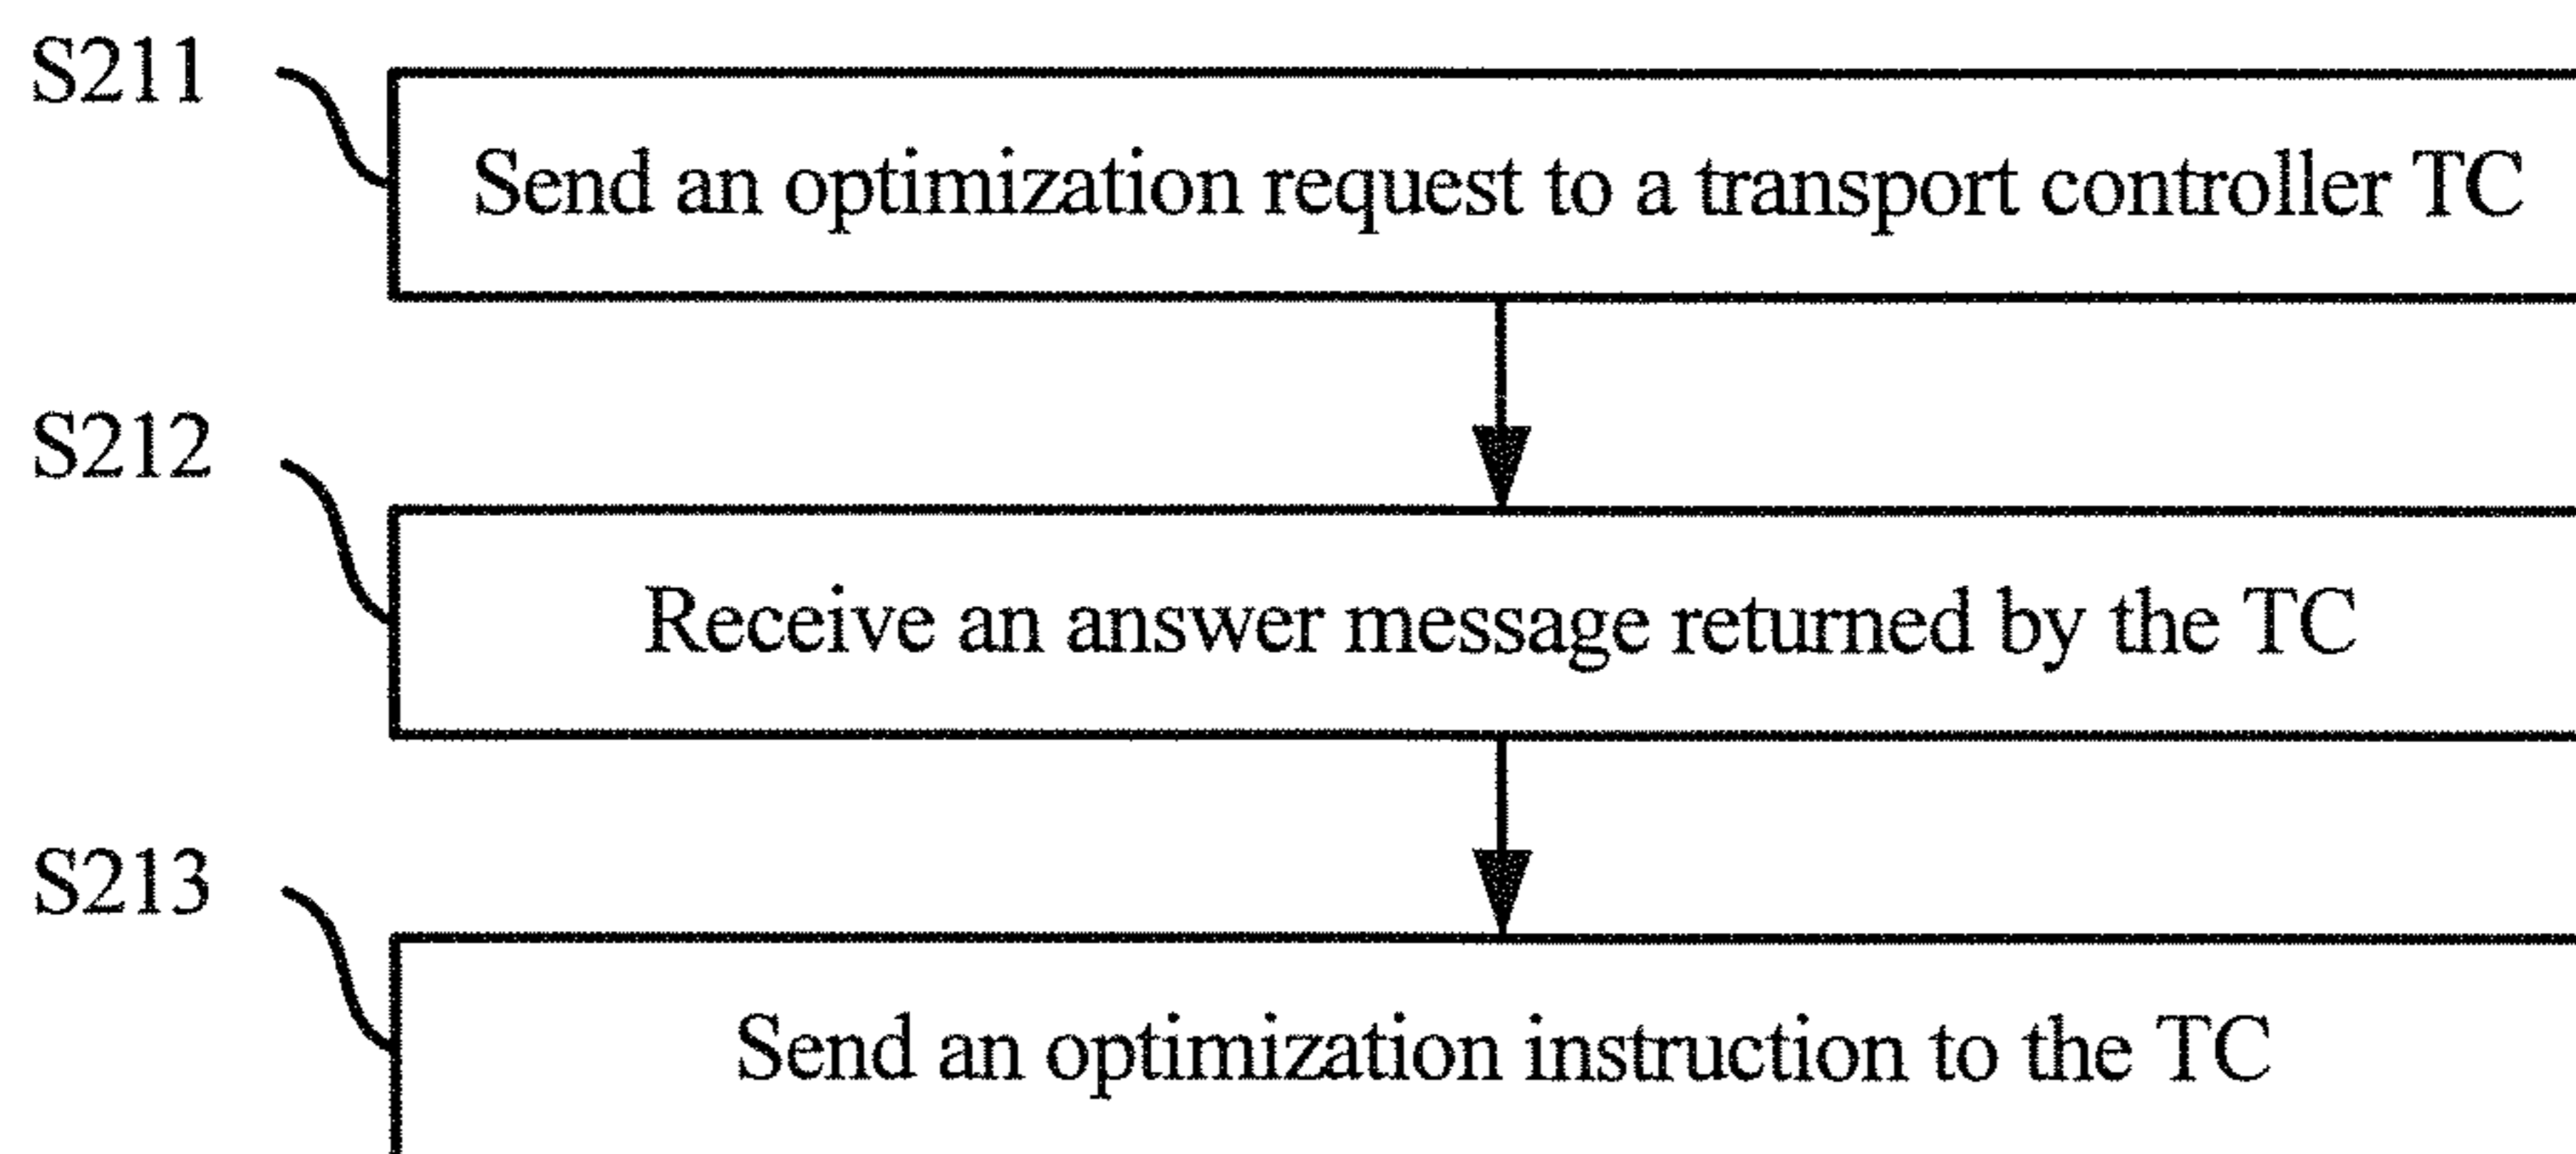 S211
Send an optimization request to a transport controller TC
S212
Receive an answer message returned by the TC
S213
Send an optimization instruction to the TC